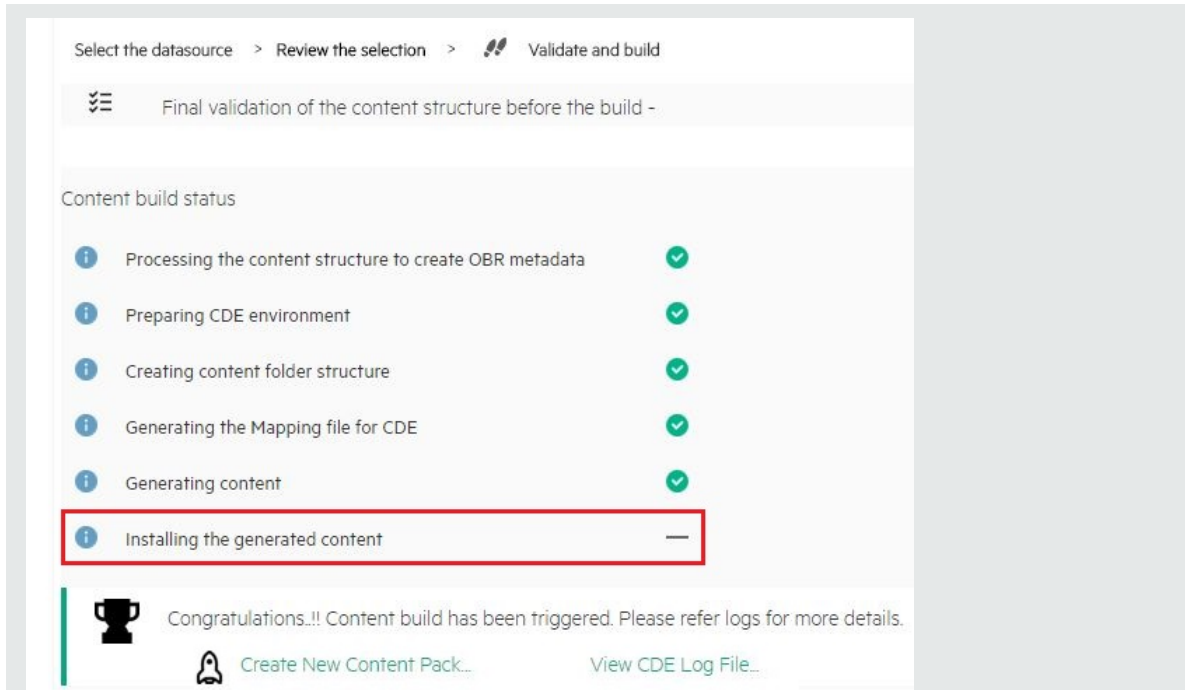 Select the datasource > Review the selection > Validate and build
Final validation of the content structure before the build -
Content build status
Processing the content structure to create OBR metadata
Preparing CDE environment
Creating content folder structure
Generating the Mapping file for CDE
Generating content
Installing the generated content
Congratulations..!! Content build has been triggered. Please refer logs for more details.
Create New Content Pack... View CDE Log File...